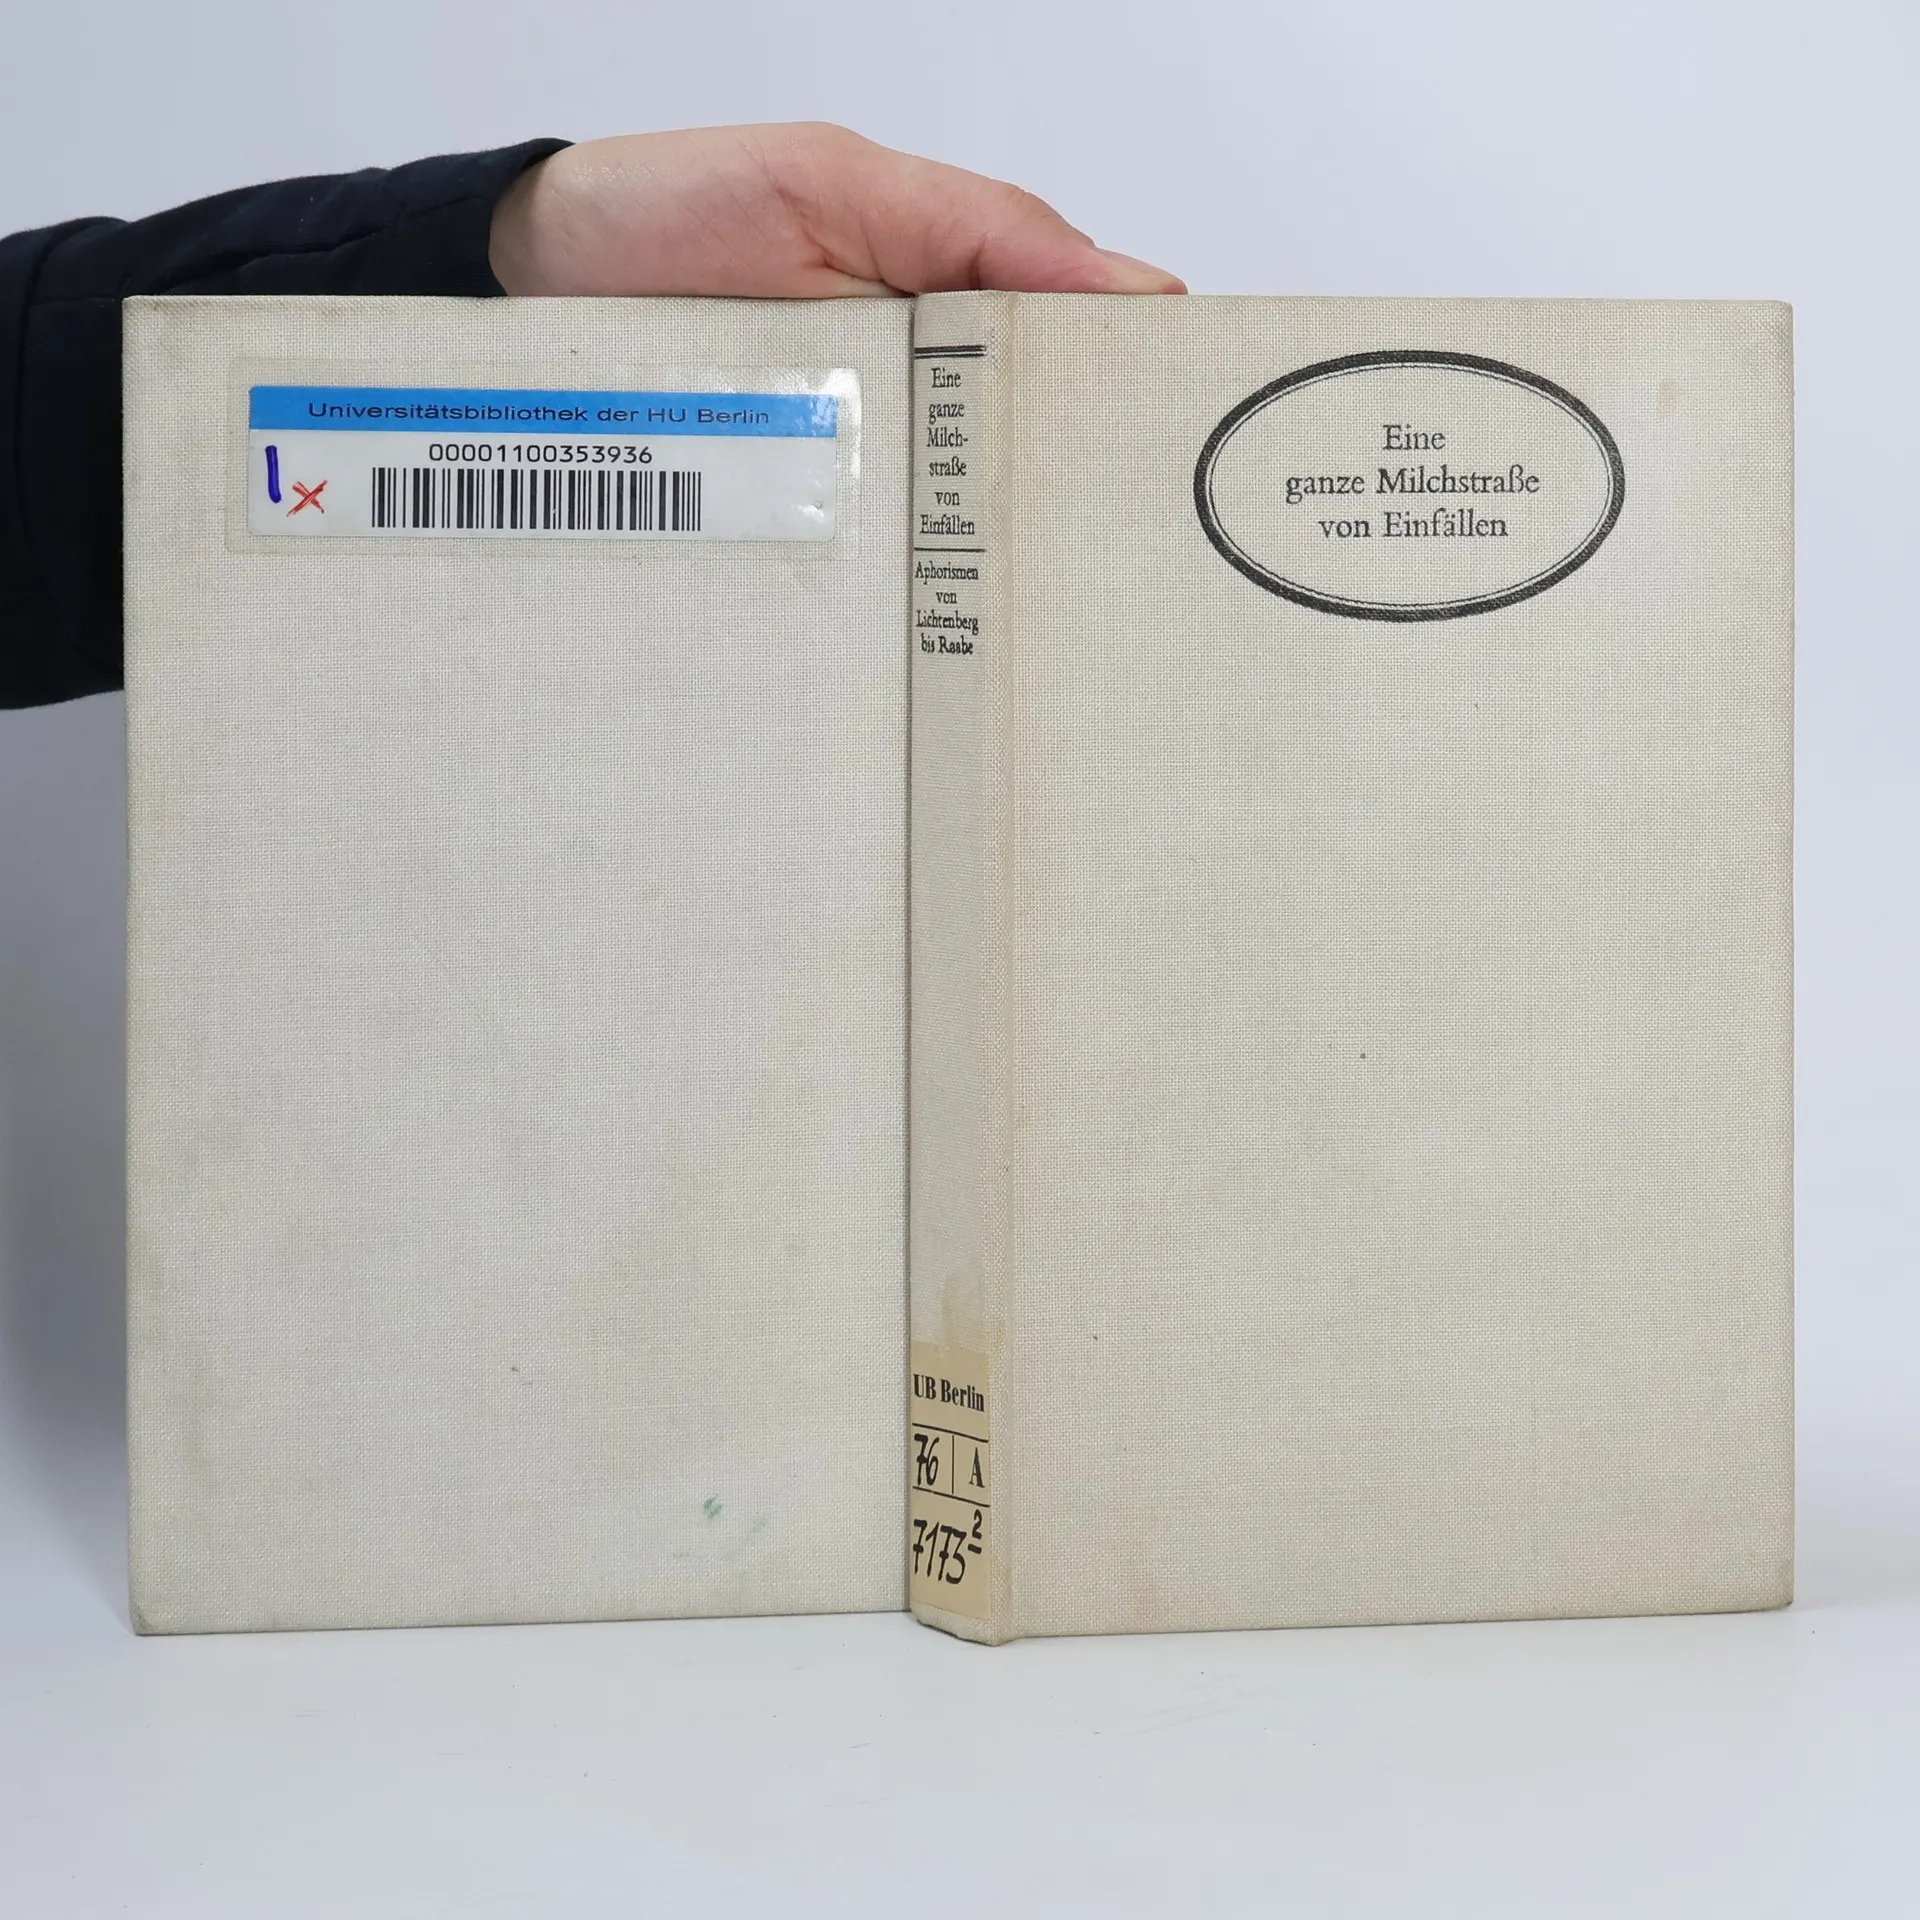 Universitätsbibliothek der HU Berlin
00001100353936
Eine
ganze
Milch-
straße
von
Einfällen
Aphorismen
von
Lichtenberg
bis Raabe
UB Berlin
76 A
7173²
Eine
ganze Milchstraße
von Einfällen